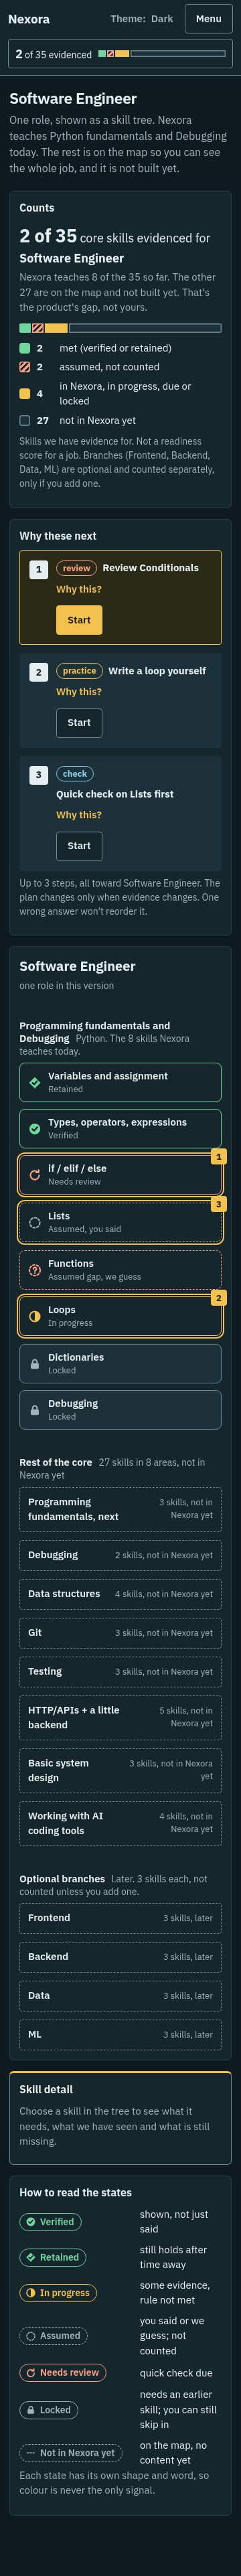 Nexora
Theme: Dark
Menu
2 of 35 evidenced
Software Engineer
One role, shown as a skill tree. Nexora
teaches Python fundamentals and Debugging
today. The rest is on the map so you can see
the whole job, and it is not built yet.
Counts
2 of 35 core skills evidenced for
Software Engineer
Nexora teaches 8 of the 35 so far. The other
27 are on the map and not built yet. That's
the product's gap, not yours.
2 met (verified or retained)
2 assumed, not counted
4 in Nexora, in progress, due or
locked
27 not in Nexora yet
Skills we have evidence for. Not a readiness
score for a job. Branches (Frontend, Backend,
Data, ML) are optional and counted separately,
only if you add one.
Why these next
1 review Review Conditionals
Why this?
Start
2 practice Write a loop yourself
Why this?
Start
3 check
Quick check on Lists first
Why this?
Start
Up to 3 steps, all toward Software Engineer. The
plan changes only when evidence changes. One
wrong answer won't reorder it.
Software Engineer
one role in this version
Programming fundamentals and
Debugging Python. The 8 skills Nexora
teaches today.
Variables and assignment
Retained
Types, operators, expressions
Verified
1
if / elif / else
Needs review
3
Lists
Assumed, you said
Functions
Assumed gap, we guess
2
Loops
In progress
Dictionaries
Locked
Debugging
Locked
Rest of the core 27 skills in 8 areas, not in
Nexora yet
Programming
fundamentals, next
3 skills, not in
Nexora yet
Debugging 2 skills, not in Nexora yet
Data structures 4 skills, not in Nexora yet
Git 3 skills, not in Nexora yet
Testing 3 skills, not in Nexora yet
HTTP/APIs + a little
backend
5 skills, not in
Nexora yet
Basic system
design
3 skills, not in Nexora
yet
Working with AI
coding tools
4 skills, not in
Nexora yet
Optional branches Later. 3 skills each, not
counted unless you add one.
Frontend 3 skills, later
Backend 3 skills, later
Data 3 skills, later
ML 3 skills, later
Skill detail
Choose a skill in the tree to see what it
needs, what we have seen and what is still
missing.
How to read the states
Verified
shown, not just
said
Retained
still holds after
time away
In progress
some evidence,
rule not met
Assumed
you said or we
guess; not
counted
Needs review quick check due
Locked
needs an earlier
skill; you can still
skip in
Not in Nexora yet
on the map, no
content yet
Each state has its own shape and word, so
colour is never the only signal.